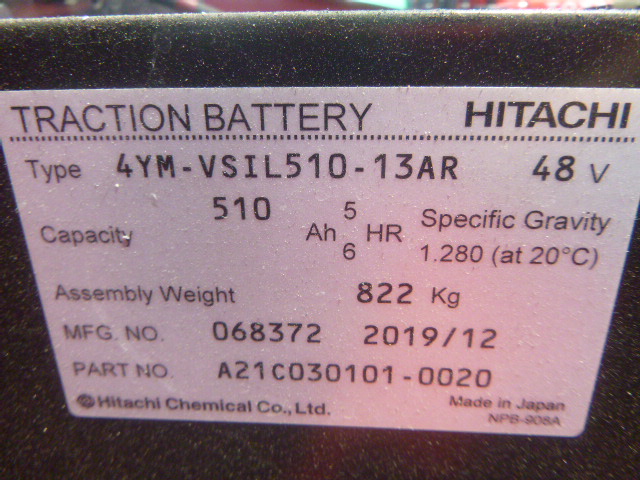 TRACTION BATTERY HITACHI
Type 4YM-VSIL510-13AR 48 V
Capacity 510 Ah 5 HR Specific Gravity
6 1.280 (at 20°C)
Assembly Weight 822 Kg
MFG. NO. 068372 2019/12
PART NO. A21C030101-0020
Hitachi Chemical Co., Ltd. Made in Japan
NPB-908A